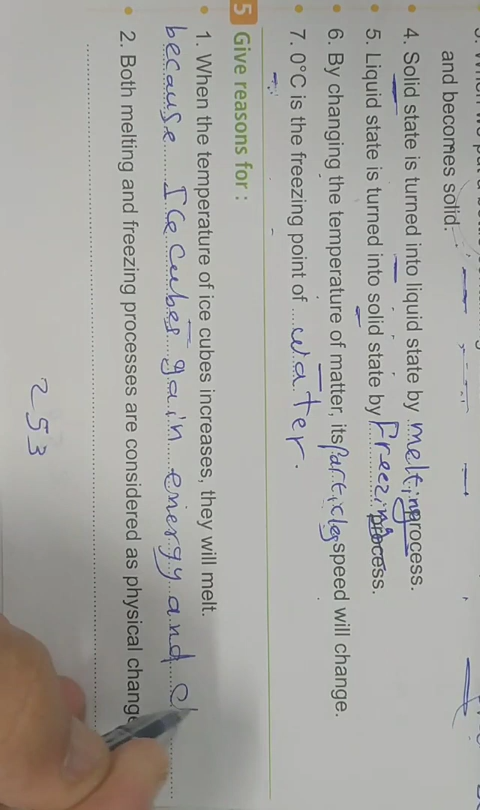 and becomes solid.
4. Solid state is turned into liquid state by melting process.
5. Liquid state is turned into solid state by Freezing process.
6. By changing the temperature of matter, its particles speed will change.
7. 0°C is the freezing point of water.
5 Give reasons for :
1. When the temperature of ice cubes increases, they will melt.
because Ice cubes gain energy and
2. Both melting and freezing processes are considered as physical change
253